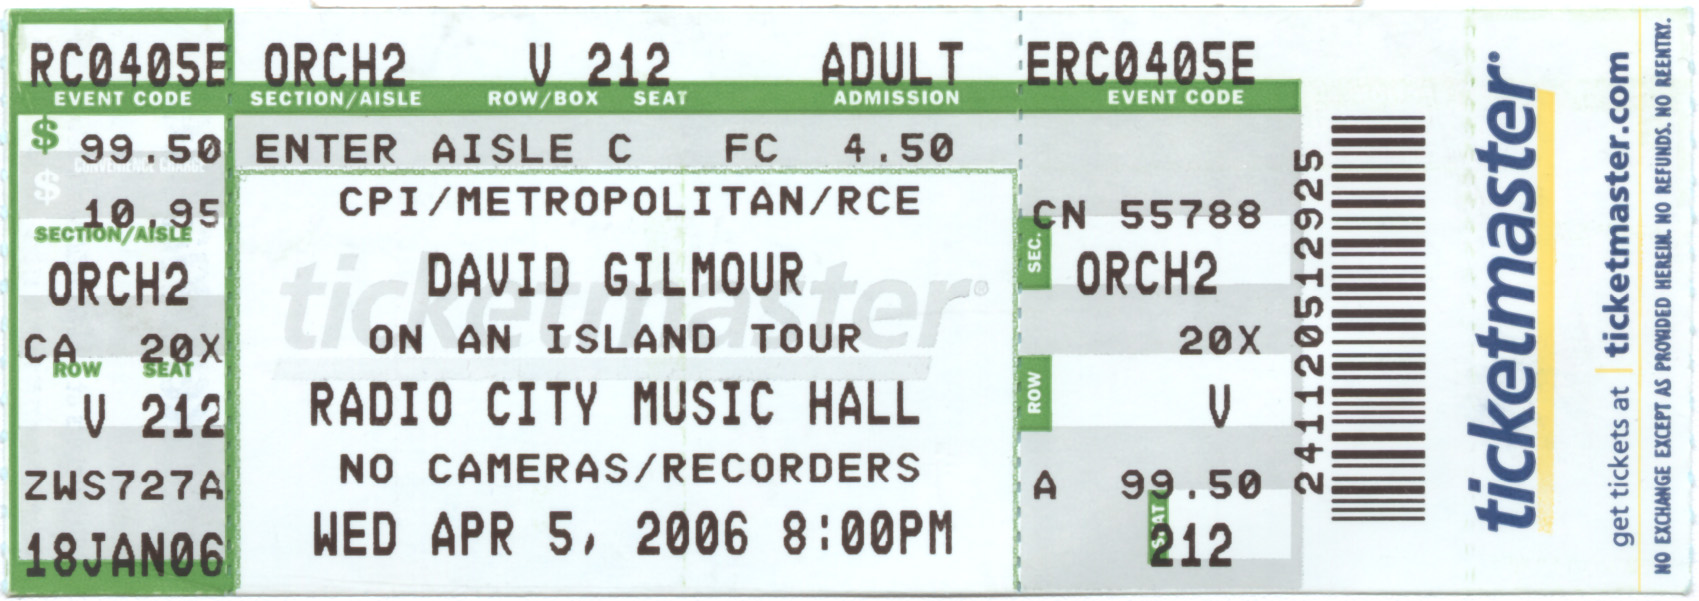 RC0405E
EVENT CODE
$ 99.50
CONVENIENCE CHARGE
$
10.95
SECTION/AISLE
ORCH2
CA 20X
ROW SEAT
V 212
ZWS727A
18JAN06
ORCH2 V 212 ADULT
SECTION/AISLE ROW/BOX SEAT ADMISSION
ENTER AISLE C FC 4.50
CPI/METROPOLITAN/RCE
ticketmaster®
DAVID GILMOUR
ON AN ISLAND TOUR
RADIO CITY MUSIC HALL
NO CAMERAS/RECORDERS
WED APR 5, 2006 8:00PM
ERC0405E
EVENT CODE
CN 55788
SEC.
ORCH2
20X
ROW
V
A 99.50
SEAT
212
2411120512925
ticketmaster®
get tickets at | ticketmaster.com
NO EXCHANGE EXCEPT AS PROVIDED HEREIN. NO REFUNDS. NO REENTRY.